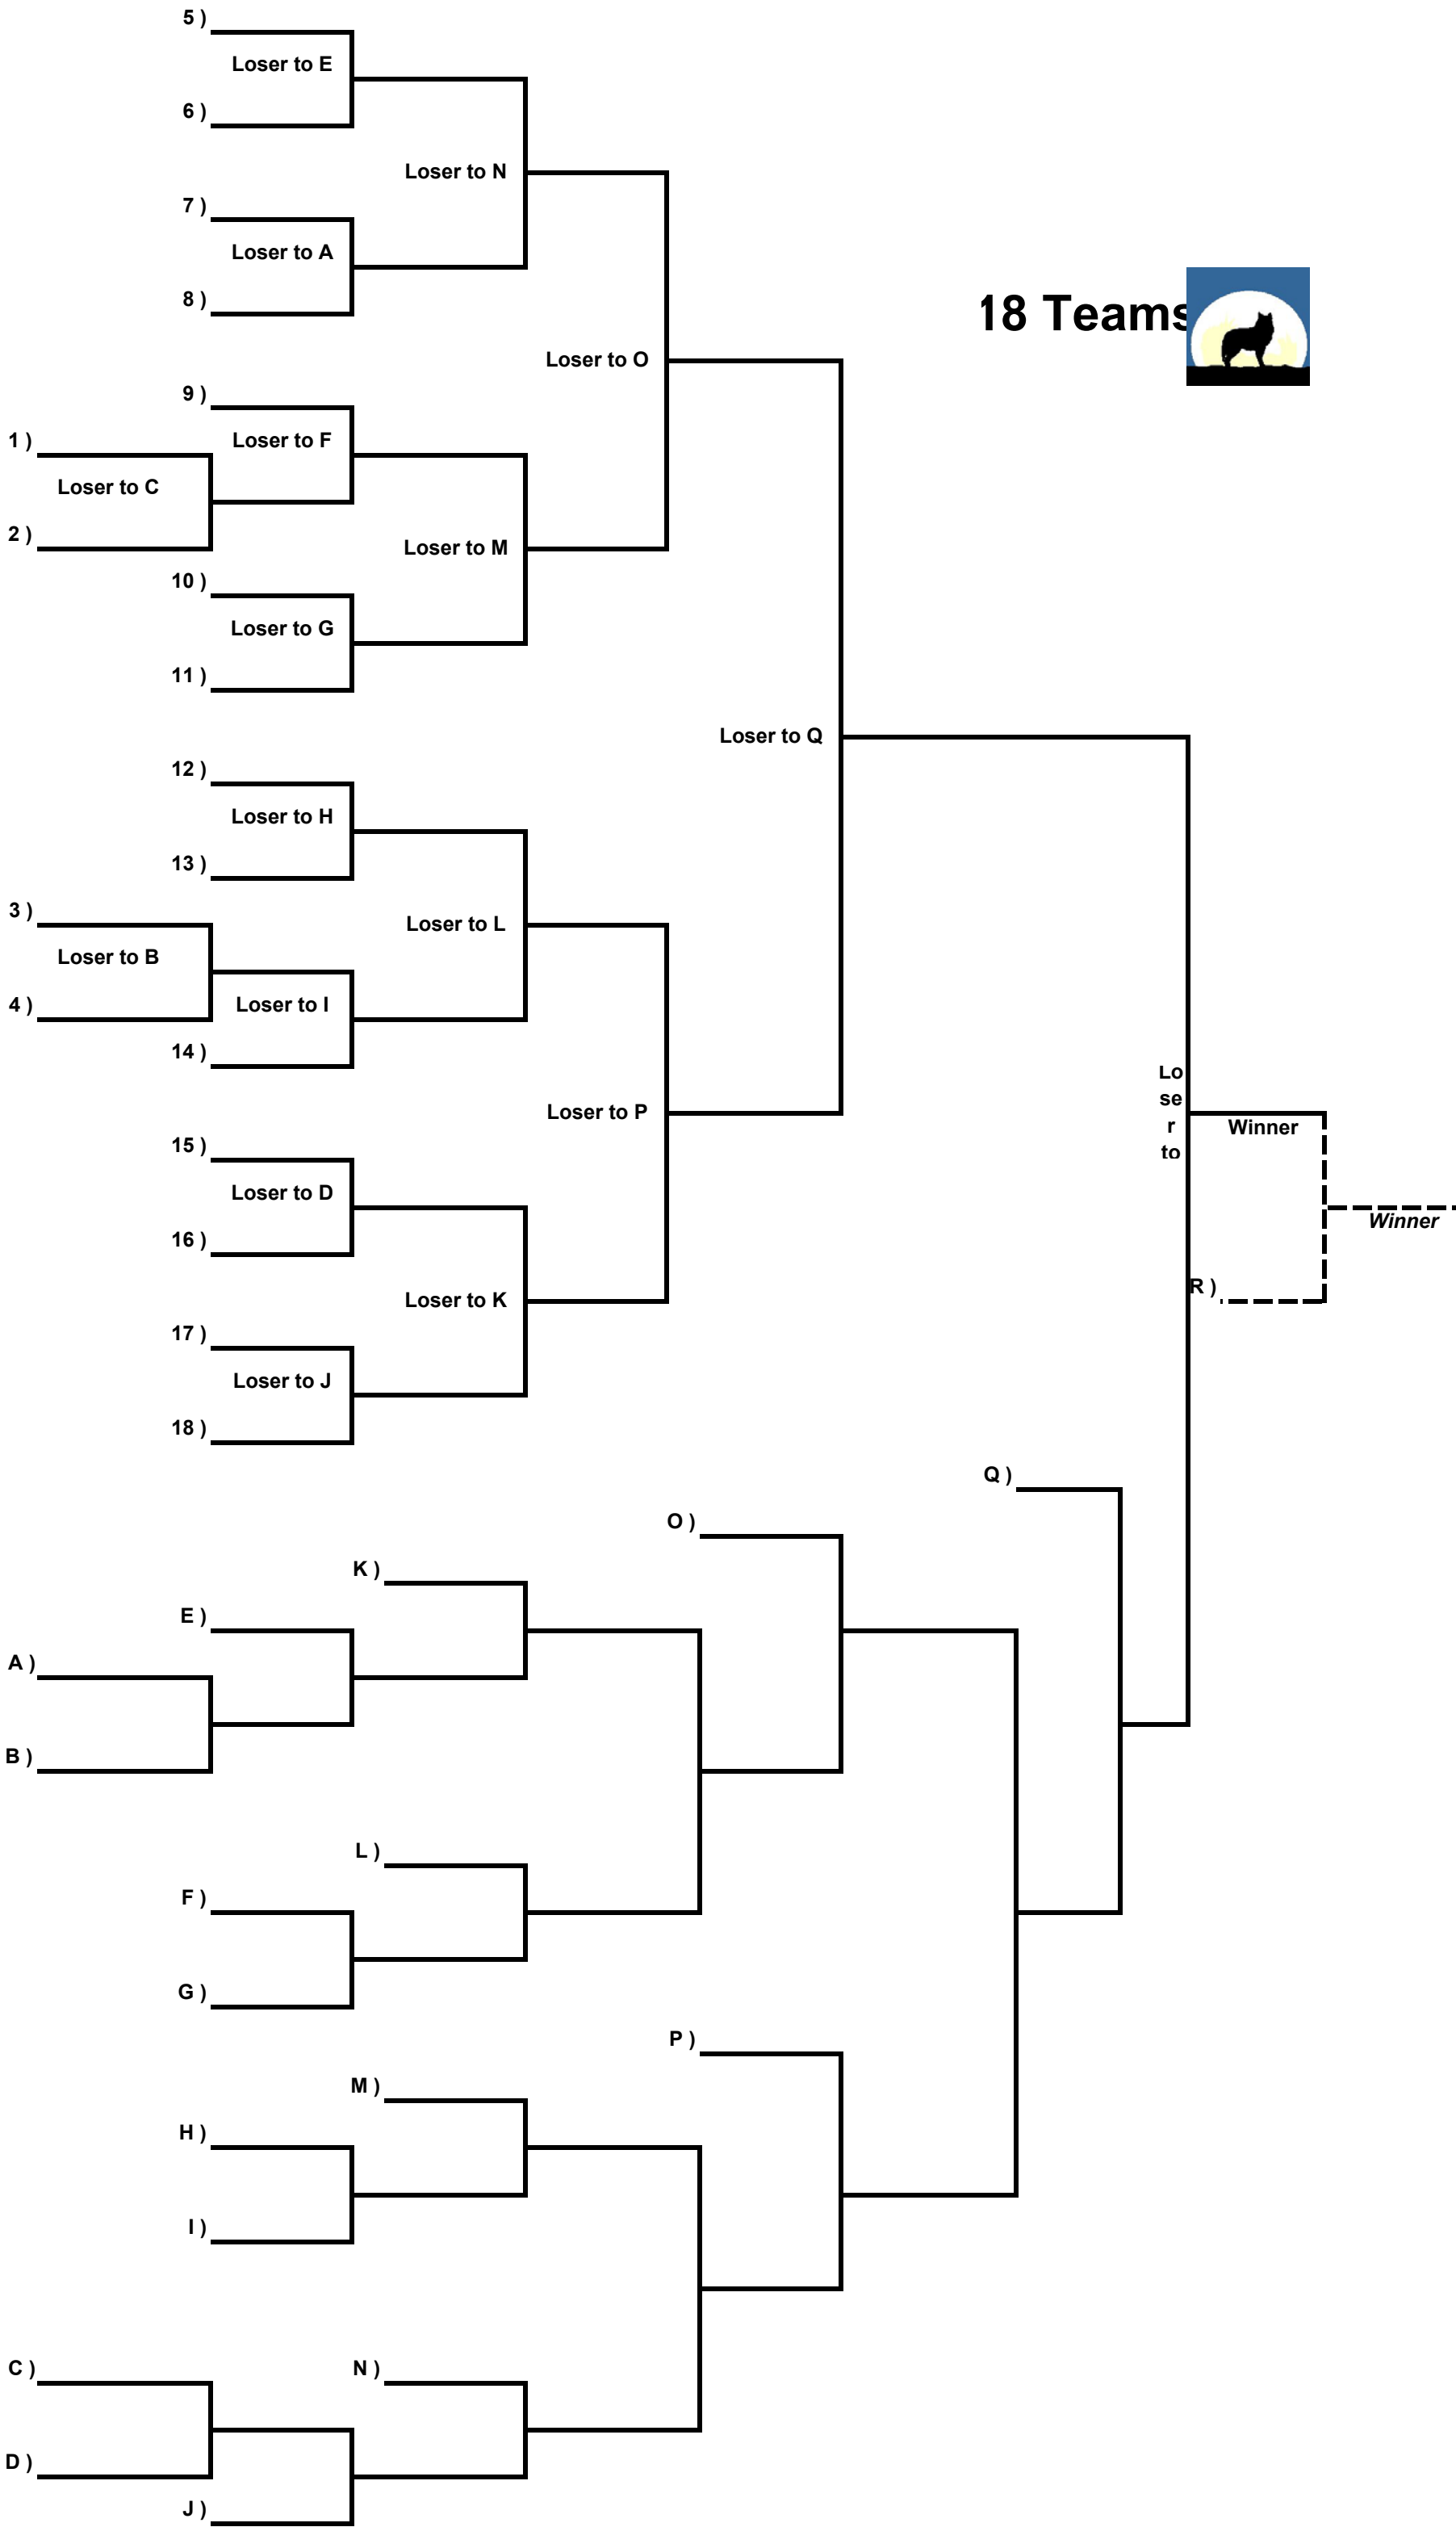 5 )
Loser to E
6 )
Loser to N
7 )
Loser to A
8 )
18 Teams
Loser to O
9 )
1 )
Loser to F
Loser to C
2 )
Loser to M
10 )
Loser to G
11 )
Loser to Q
12 )
Loser to H
13 )
3 )
Loser to L
Loser to B
4 )
Loser to I
14 )
Lo
se
r
to
Loser to P
Winner
15 )
Loser to D
Winner
16 )
R )
Loser to K
17 )
Loser to J
18 )
Q )
O )
K )
E )
A )
B )
L )
F )
G )
P )
M )
H )
I )
C )
N )
D )
J )